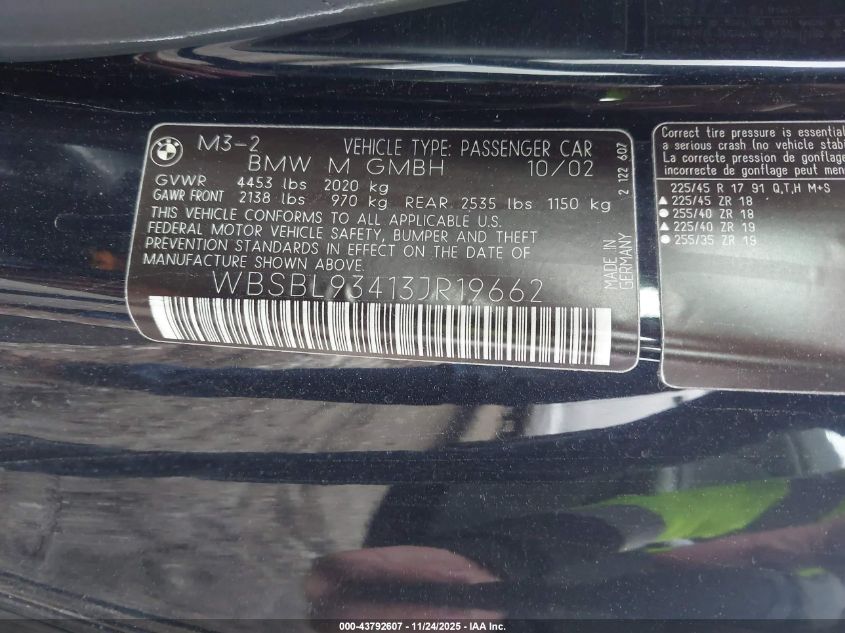 M3-2 VEHICLE TYPE: PASSENGER CAR
BMW M GMBH 10/02
GVWR 4453 lbs 2020 kg
GAWR FRONT 2138 lbs 970 kg REAR 2535 lbs 1150 kg
THIS VEHICLE CONFORMS TO ALL APPLICABLE U.S.
FEDERAL MOTOR VEHICLE SAFETY, BUMPER AND THEFT
PREVENTION STANDARDS IN EFFECT ON THE DATE OF
MANUFACTURE SHOWN ABOVE.
WBSBL93413JR19662
2 122 607
MADE IN
GERMANY
Correct tire pressure is essential
a serious crash (no vehicle stabi
La correcte pression de gonflage
incorrecte de gonflage peut men
225/45 R 17 91 Q,T,H M+S
▲ 225/45 ZR 18
● 255/40 ZR 18
▲ 225/40 ZR 19
● 255/35 ZR 19
000-43792607 - 11/24/2025 - IAA Inc.